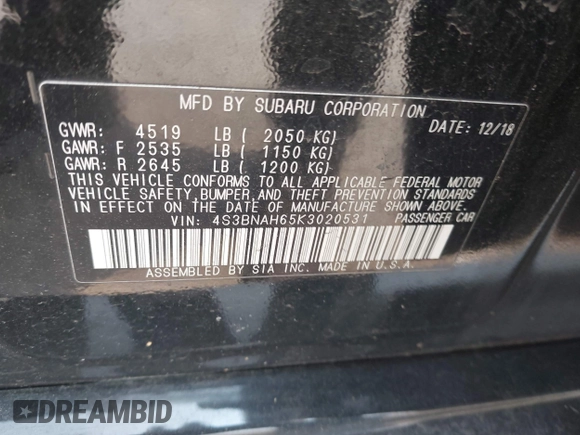 MFD BY SUBARU CORPORATION
GVWR: 4519 LB ( 2050 KG) DATE: 12/18
GAWR: F 2535 LB ( 1150 KG)
GAWR: R 2645 LB ( 1200 KG)
THIS VEHICLE CONFORMS TO ALL APPLICABLE FEDERAL MOTOR
VEHICLE SAFETY, BUMPER, AND THEFT PREVENTION STANDARDS
IN EFFECT ON THE DATE OF MANUFACTURE SHOWN ABOVE.
VIN: 4S3BNAH65K3020531 PASSENGER CAR
ASSEMBLED BY SIA INC. MADE IN U.S.A.
DREAMBID